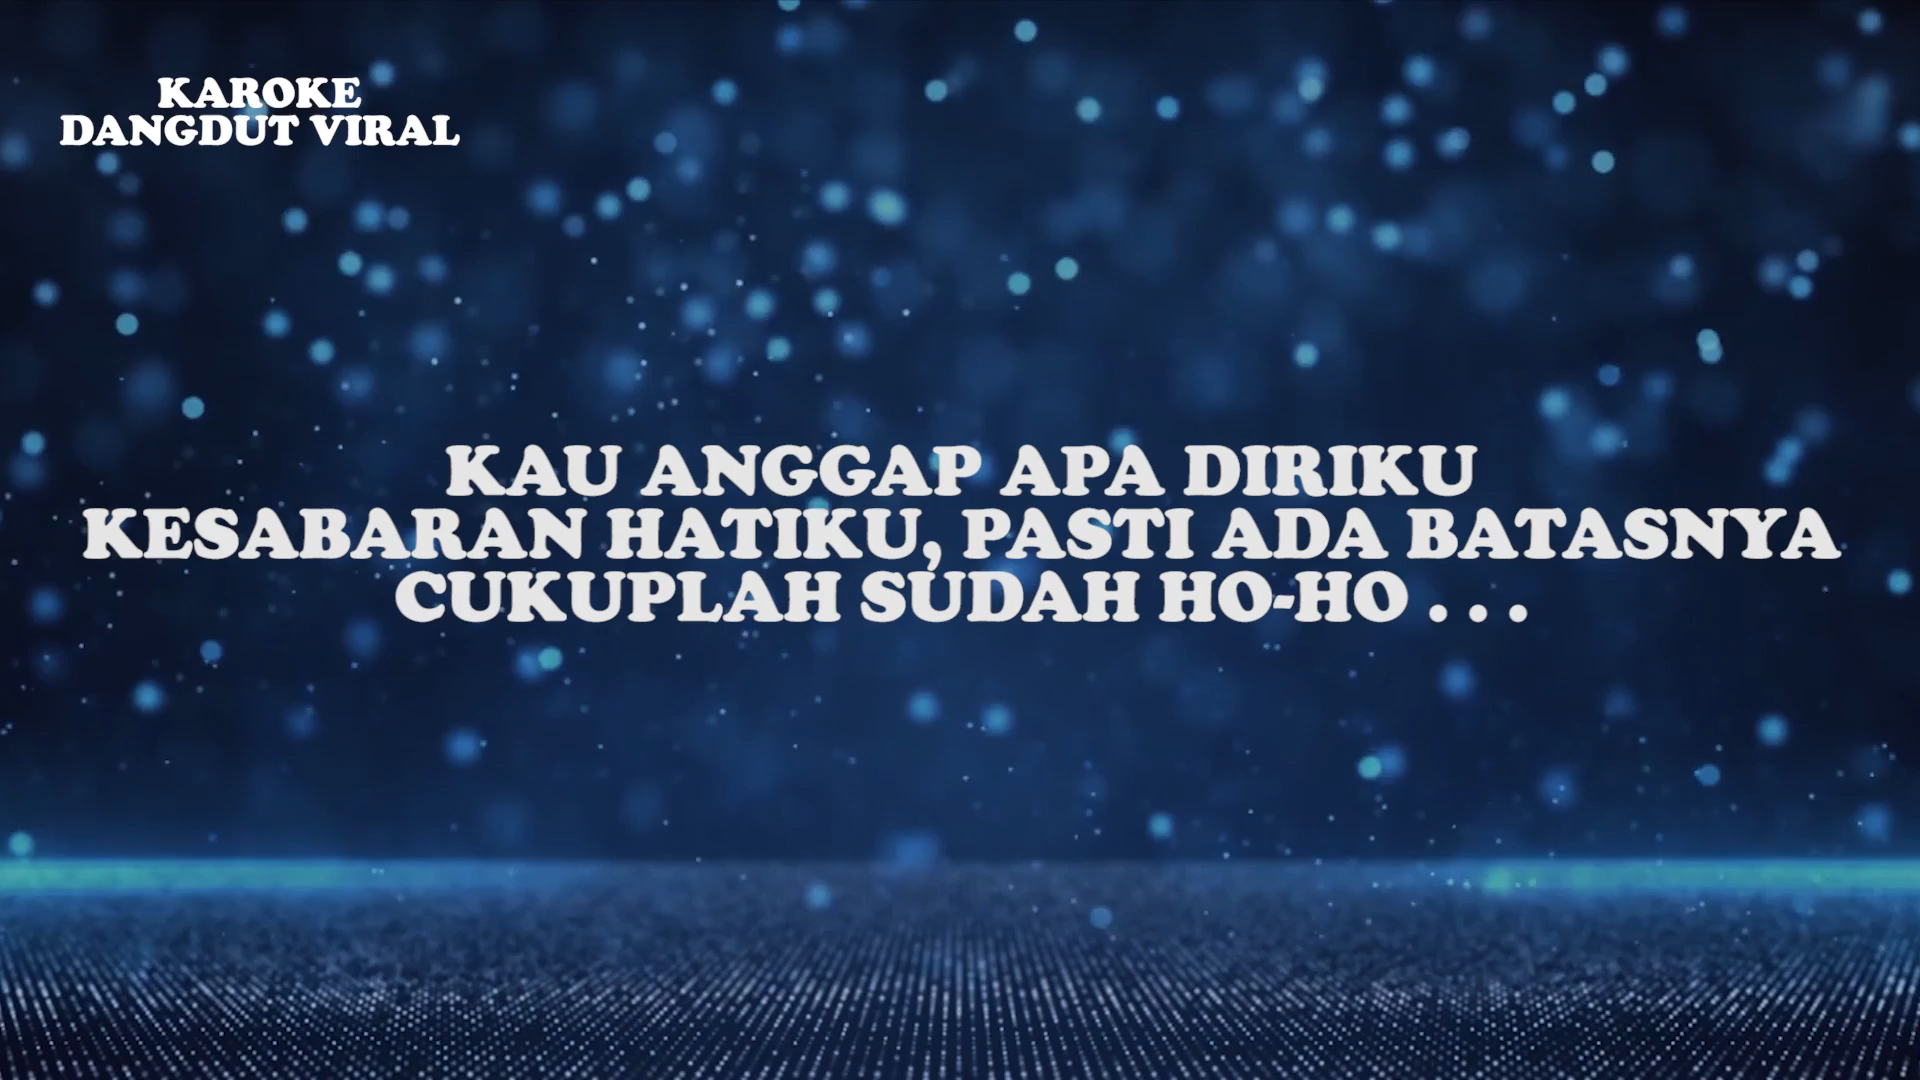 KAROKE
DANGDUT VIRAL
KAU ANGGAP APA DIRIKU
KESABARAN HATIKU, PASTI ADA BATASNYA
CUKUPLAH SUDAH HO-HO . . .